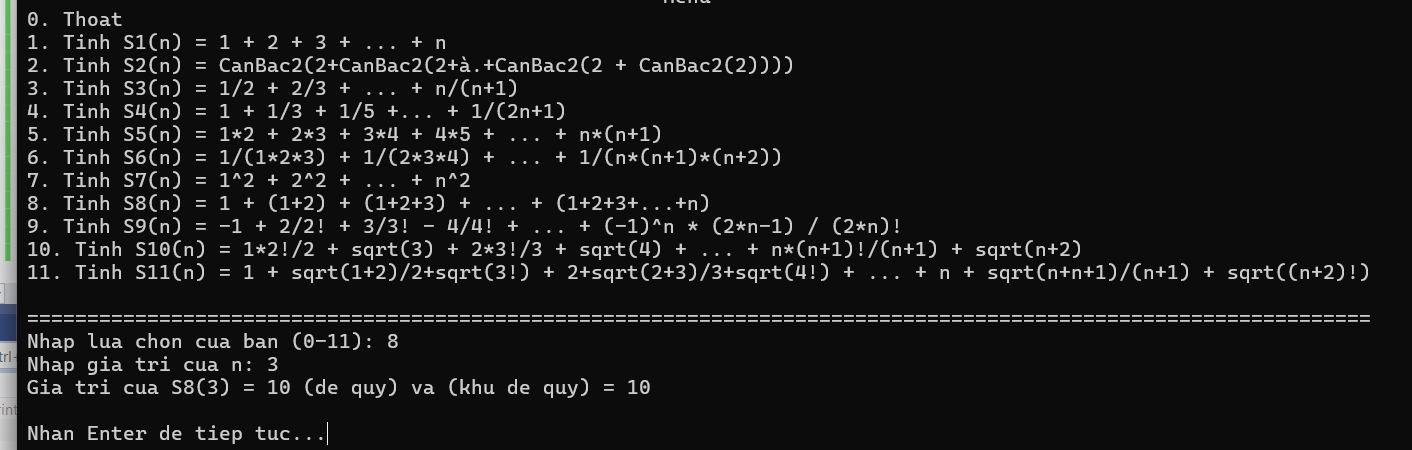 0. Thoat
1. Tinh S1(n) = 1 + 2 + 3 + ... + n
2. Tinh S2(n) = CanBac2(2+CanBac2(2+à.+CanBac2(2 + CanBac2(2))))
3. Tinh S3(n) = 1/2 + 2/3 + ... + n/(n+1)
4. Tinh S4(n) = 1 + 1/3 + 1/5 +... + 1/(2n+1)
5. Tinh S5(n) = 1*2 + 2*3 + 3*4 + 4*5 + ... + n*(n+1)
6. Tinh S6(n) = 1/(1*2*3) + 1/(2*3*4) + ... + 1/(n*(n+1)*(n+2))
7. Tinh S7(n) = 1^2 + 2^2 + ... + n^2
8. Tinh S8(n) = 1 + (1+2) + (1+2+3) + ... + (1+2+3+...+n)
9. Tinh S9(n) = -1 + 2/2! + 3/3! - 4/4! + ... + (-1)^n * (2*n-1) / (2*n)!
10. Tinh S10(n) = 1*2!/2 + sqrt(3) + 2*3!/3 + sqrt(4) + ... + n*(n+1)!/(n+1) + sqrt(n+2)
11. Tinh S11(n) = 1 + sqrt(1+2)/2+sqrt(3!) + 2+sqrt(2+3)/3+sqrt(4!) + ... + n + sqrt(n+n+1)/(n+1) + sqrt((n+2)!)
================================================================================================================
Nhap lua chon cua ban (0-11): 8
Nhap gia tri cua n: 3
Gia tri cua S8(3) = 10 (de quy) va (khu de quy) = 10
Nhan Enter de tiep tuc...